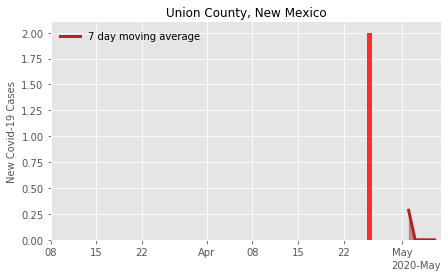 Union County, New Mexico
7 day moving average
New Covid-19 Cases
2.00
1.75
1.50
1.25
1.00
0.75
0.50
0.25
0.00
08 15 22 Apr 08 15 22 May
2020-May